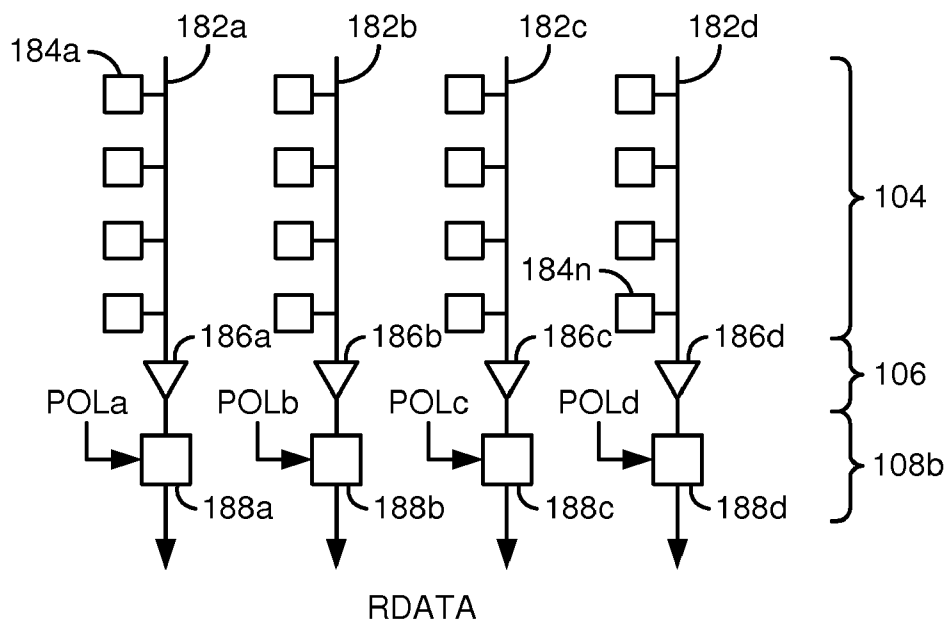 182a 182b 182c 182d
184a
104
184n
186a 186b 186c 186d
106
POLa POLb POLc POLd
108b
188a 188b 188c 188d
RDATA